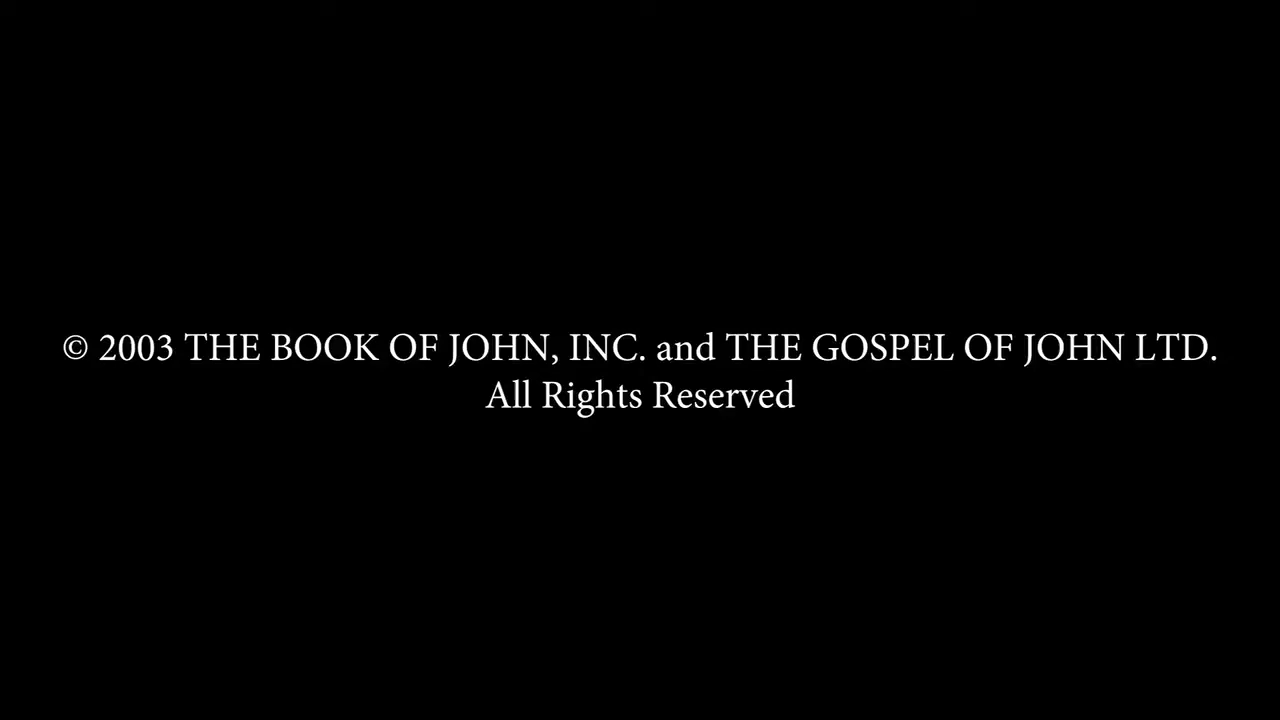 © 2003 THE BOOK OF JOHN, INC. and THE GOSPEL OF JOHN LTD.
All Rights Reserved